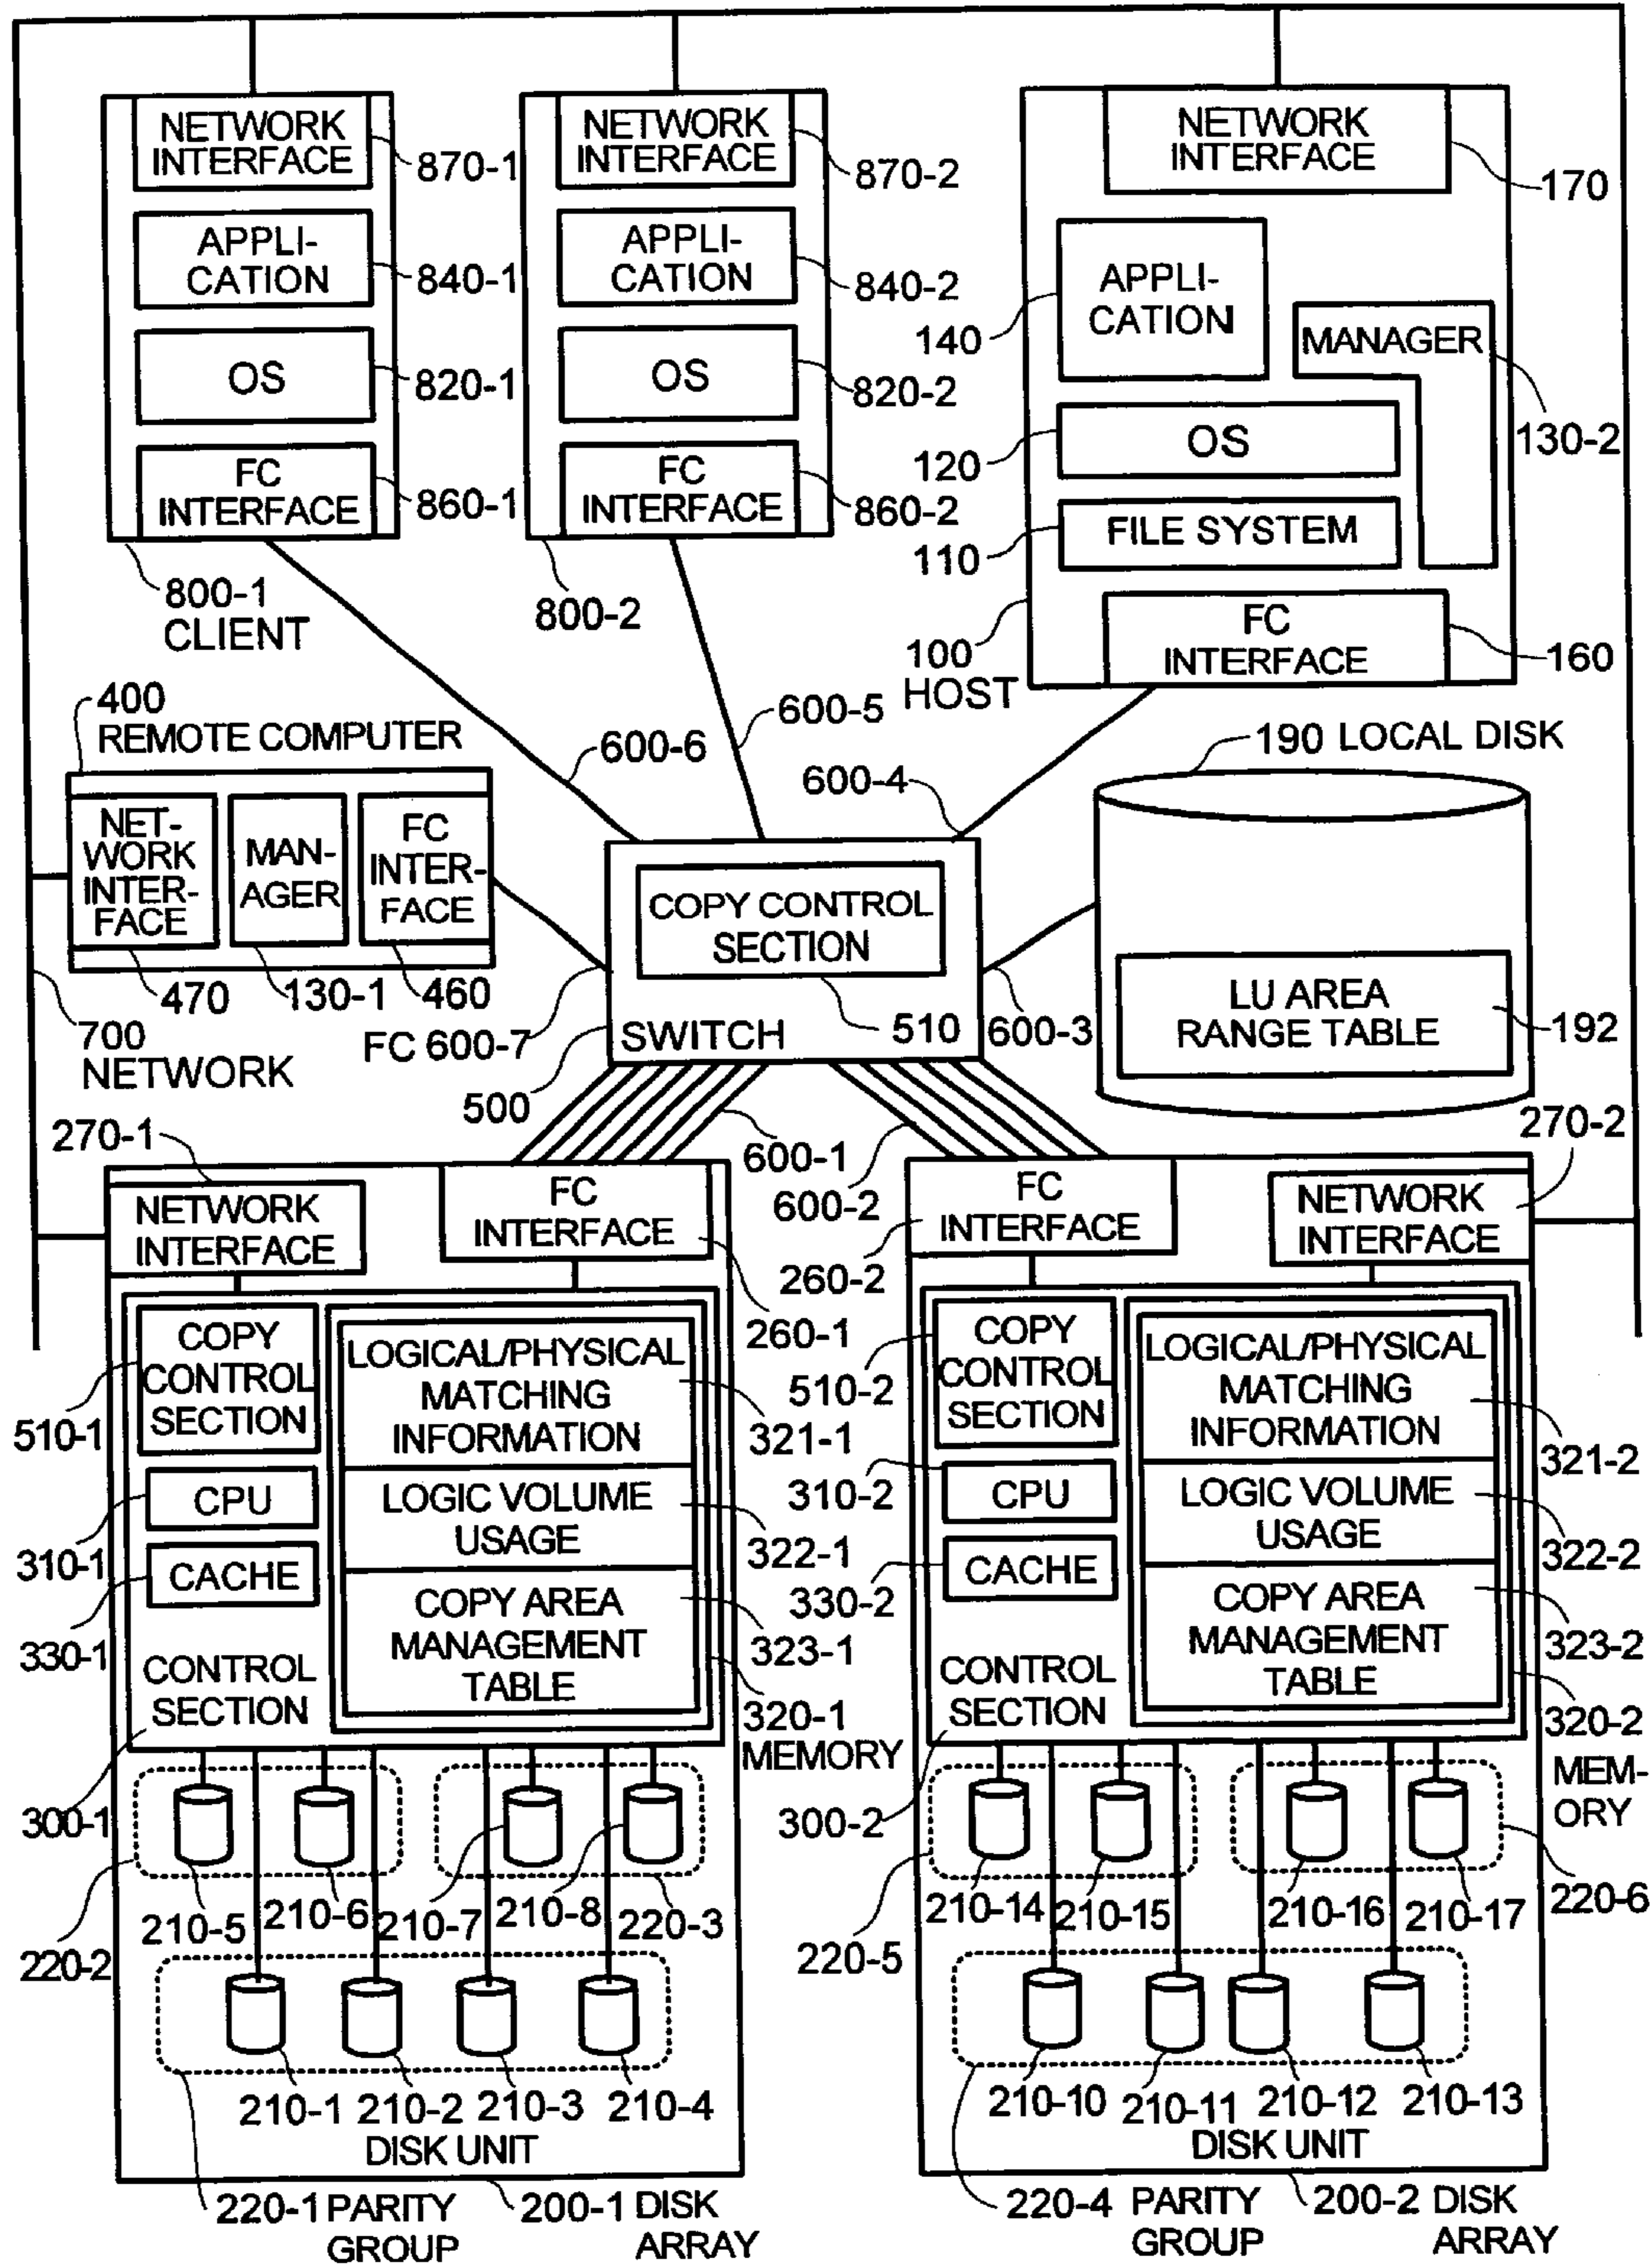 NETWORK
INTERFACE
870-1
APPLI-
CATION
840-1
OS
820-1
FC
INTERFACE
860-1
800-1
CLIENT
NETWORK
INTERFACE
870-2
APPLI-
CATION
840-2
OS
820-2
FC
INTERFACE
860-2
800-2
NETWORK
INTERFACE
170
APPLI-
CATION
140
MANAGER
130-2
OS
120
FILE SYSTEM
110
FC
INTERFACE
160
100
HOST
400
REMOTE COMPUTER
NET-
WORK
INTER-
FACE
MAN-
AGER
FC
INTER-
FACE
470
130-1
460
700
NETWORK
600-6
600-5
600-4
190 LOCAL DISK
COPY CONTROL
SECTION
SWITCH
510
FC 600-7
500
600-3
LU AREA
RANGE TABLE
192
600-1
600-2
270-1
NETWORK
INTERFACE
FC
INTERFACE
260-1
COPY
CONTROL
SECTION
510-1
LOGICAL/PHYSICAL
MATCHING
INFORMATION
321-1
CPU
310-1
LOGIC VOLUME
USAGE
322-1
CACHE
330-1
COPY AREA
MANAGEMENT
TABLE
323-1
CONTROL
SECTION
320-1
MEMORY
300-1
210-5
210-6
210-7
210-8
220-3
220-2
210-1
210-2
210-3
210-4
DISK UNIT
220-1 PARITY
GROUP
200-1 DISK
ARRAY
270-2
FC
INTERFACE
NETWORK
INTERFACE
260-2
COPY
CONTROL
SECTION
510-2
LOGICAL/PHYSICAL
MATCHING
INFORMATION
321-2
CPU
310-2
LOGIC VOLUME
USAGE
322-2
CACHE
330-2
COPY AREA
MANAGEMENT
TABLE
323-2
CONTROL
SECTION
320-2
MEM-
ORY
300-2
210-14
210-15
210-16
210-17
220-6
220-5
210-10
210-11
210-12
210-13
DISK UNIT
220-4 PARITY
GROUP
200-2 DISK
ARRAY